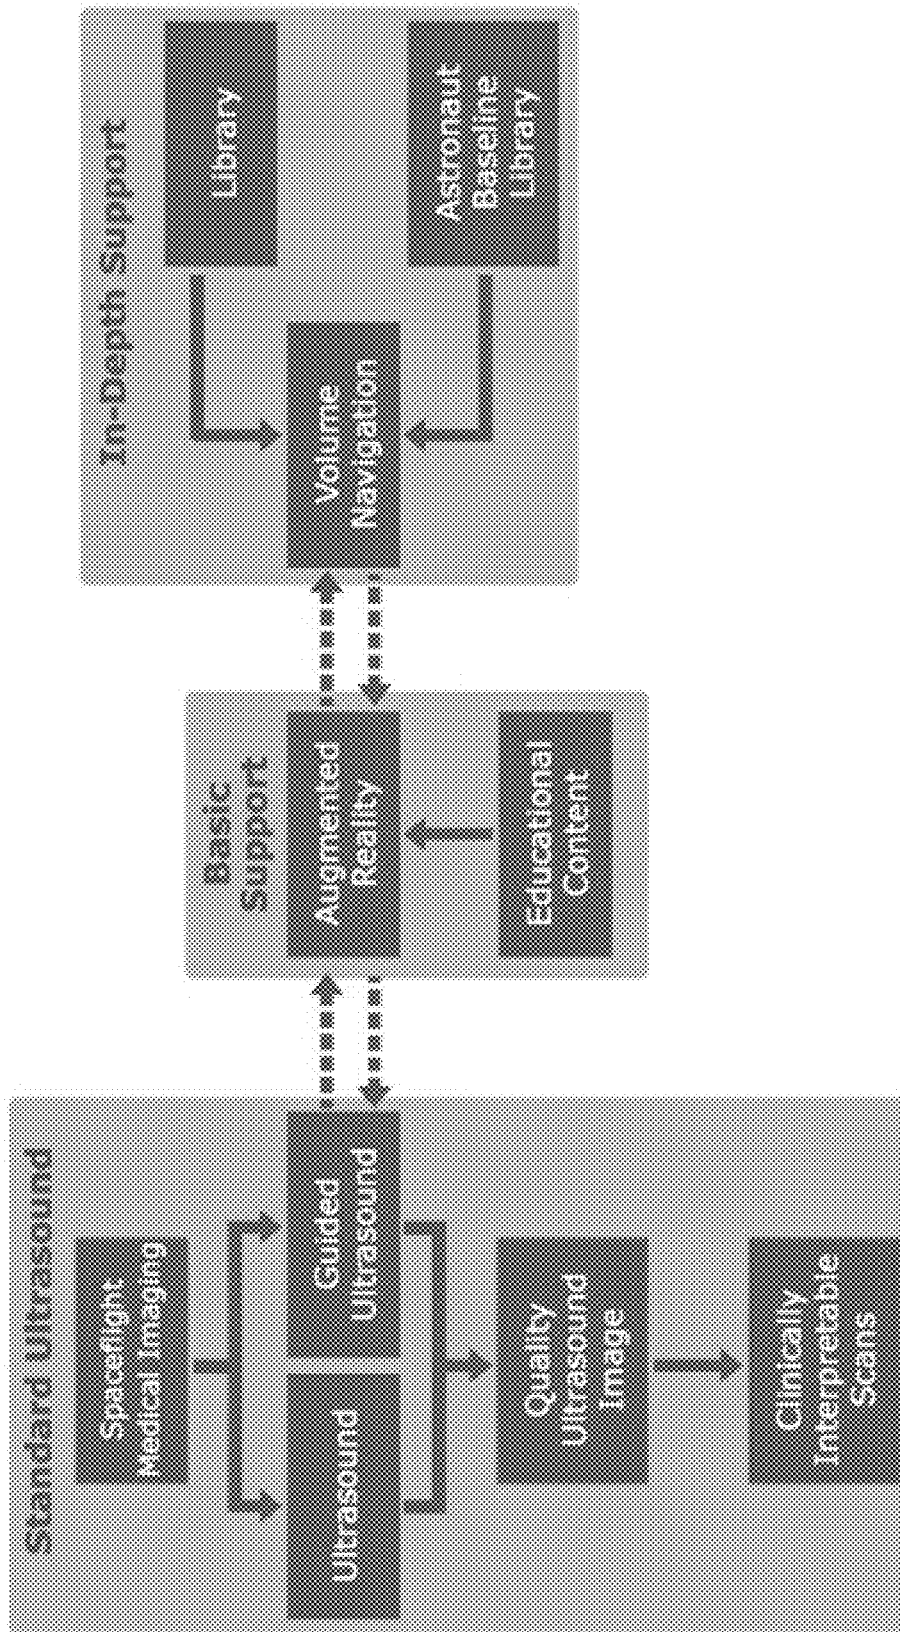 Standard Ultrasound
Spaceflight
Medical Imaging
Ultrasound
Guided
Ultrasound
Quality
Ultrasound
Image
Clinically
Interpretable
Scans
Basic
Support
Augmented
Reality
Educational
Content
In-Depth Support
Library
Volume
Navigation
Astronaut
Baseline
Library